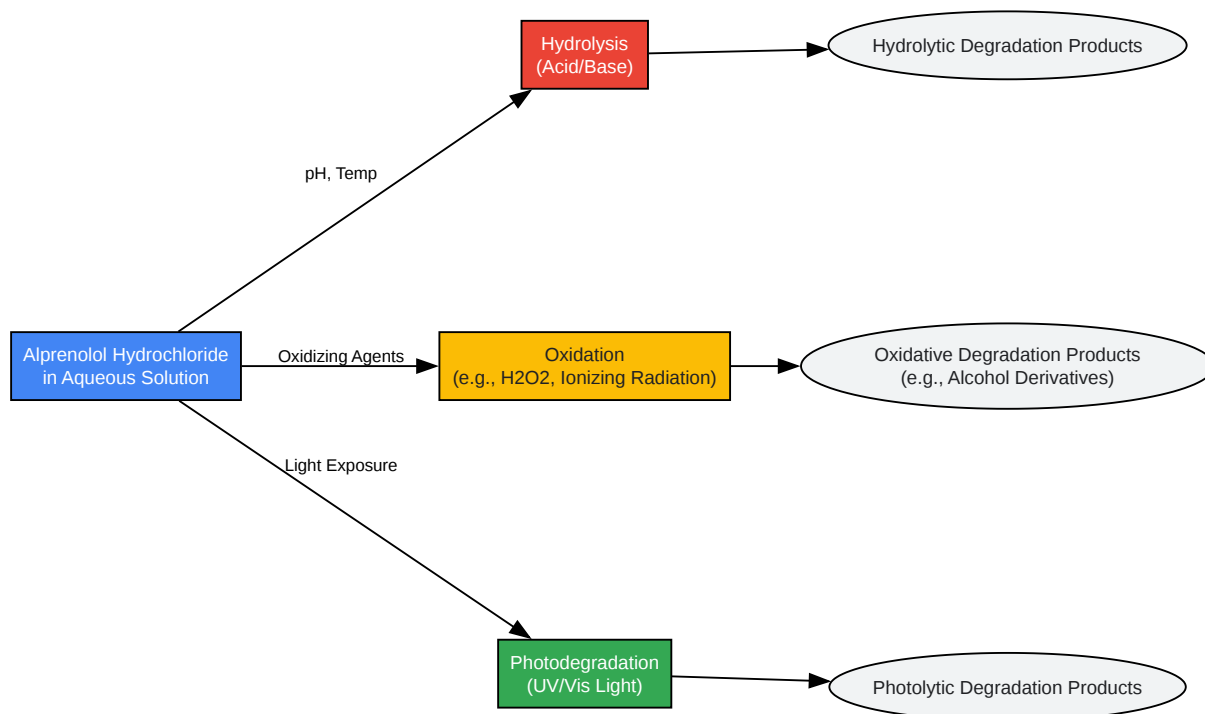 Hydrolysis
(Acid/Base)
Hydrolytic Degradation Products
pH, Temp
Alprenolol Hydrochloride
in Aqueous Solution
Oxidizing Agents
Oxidation
(e.g., H2O2, Ionizing Radiation)
Oxidative Degradation Products
(e.g., Alcohol Derivatives)
Light Exposure
Photodegradation
(UV/Vis Light)
Photolytic Degradation Products